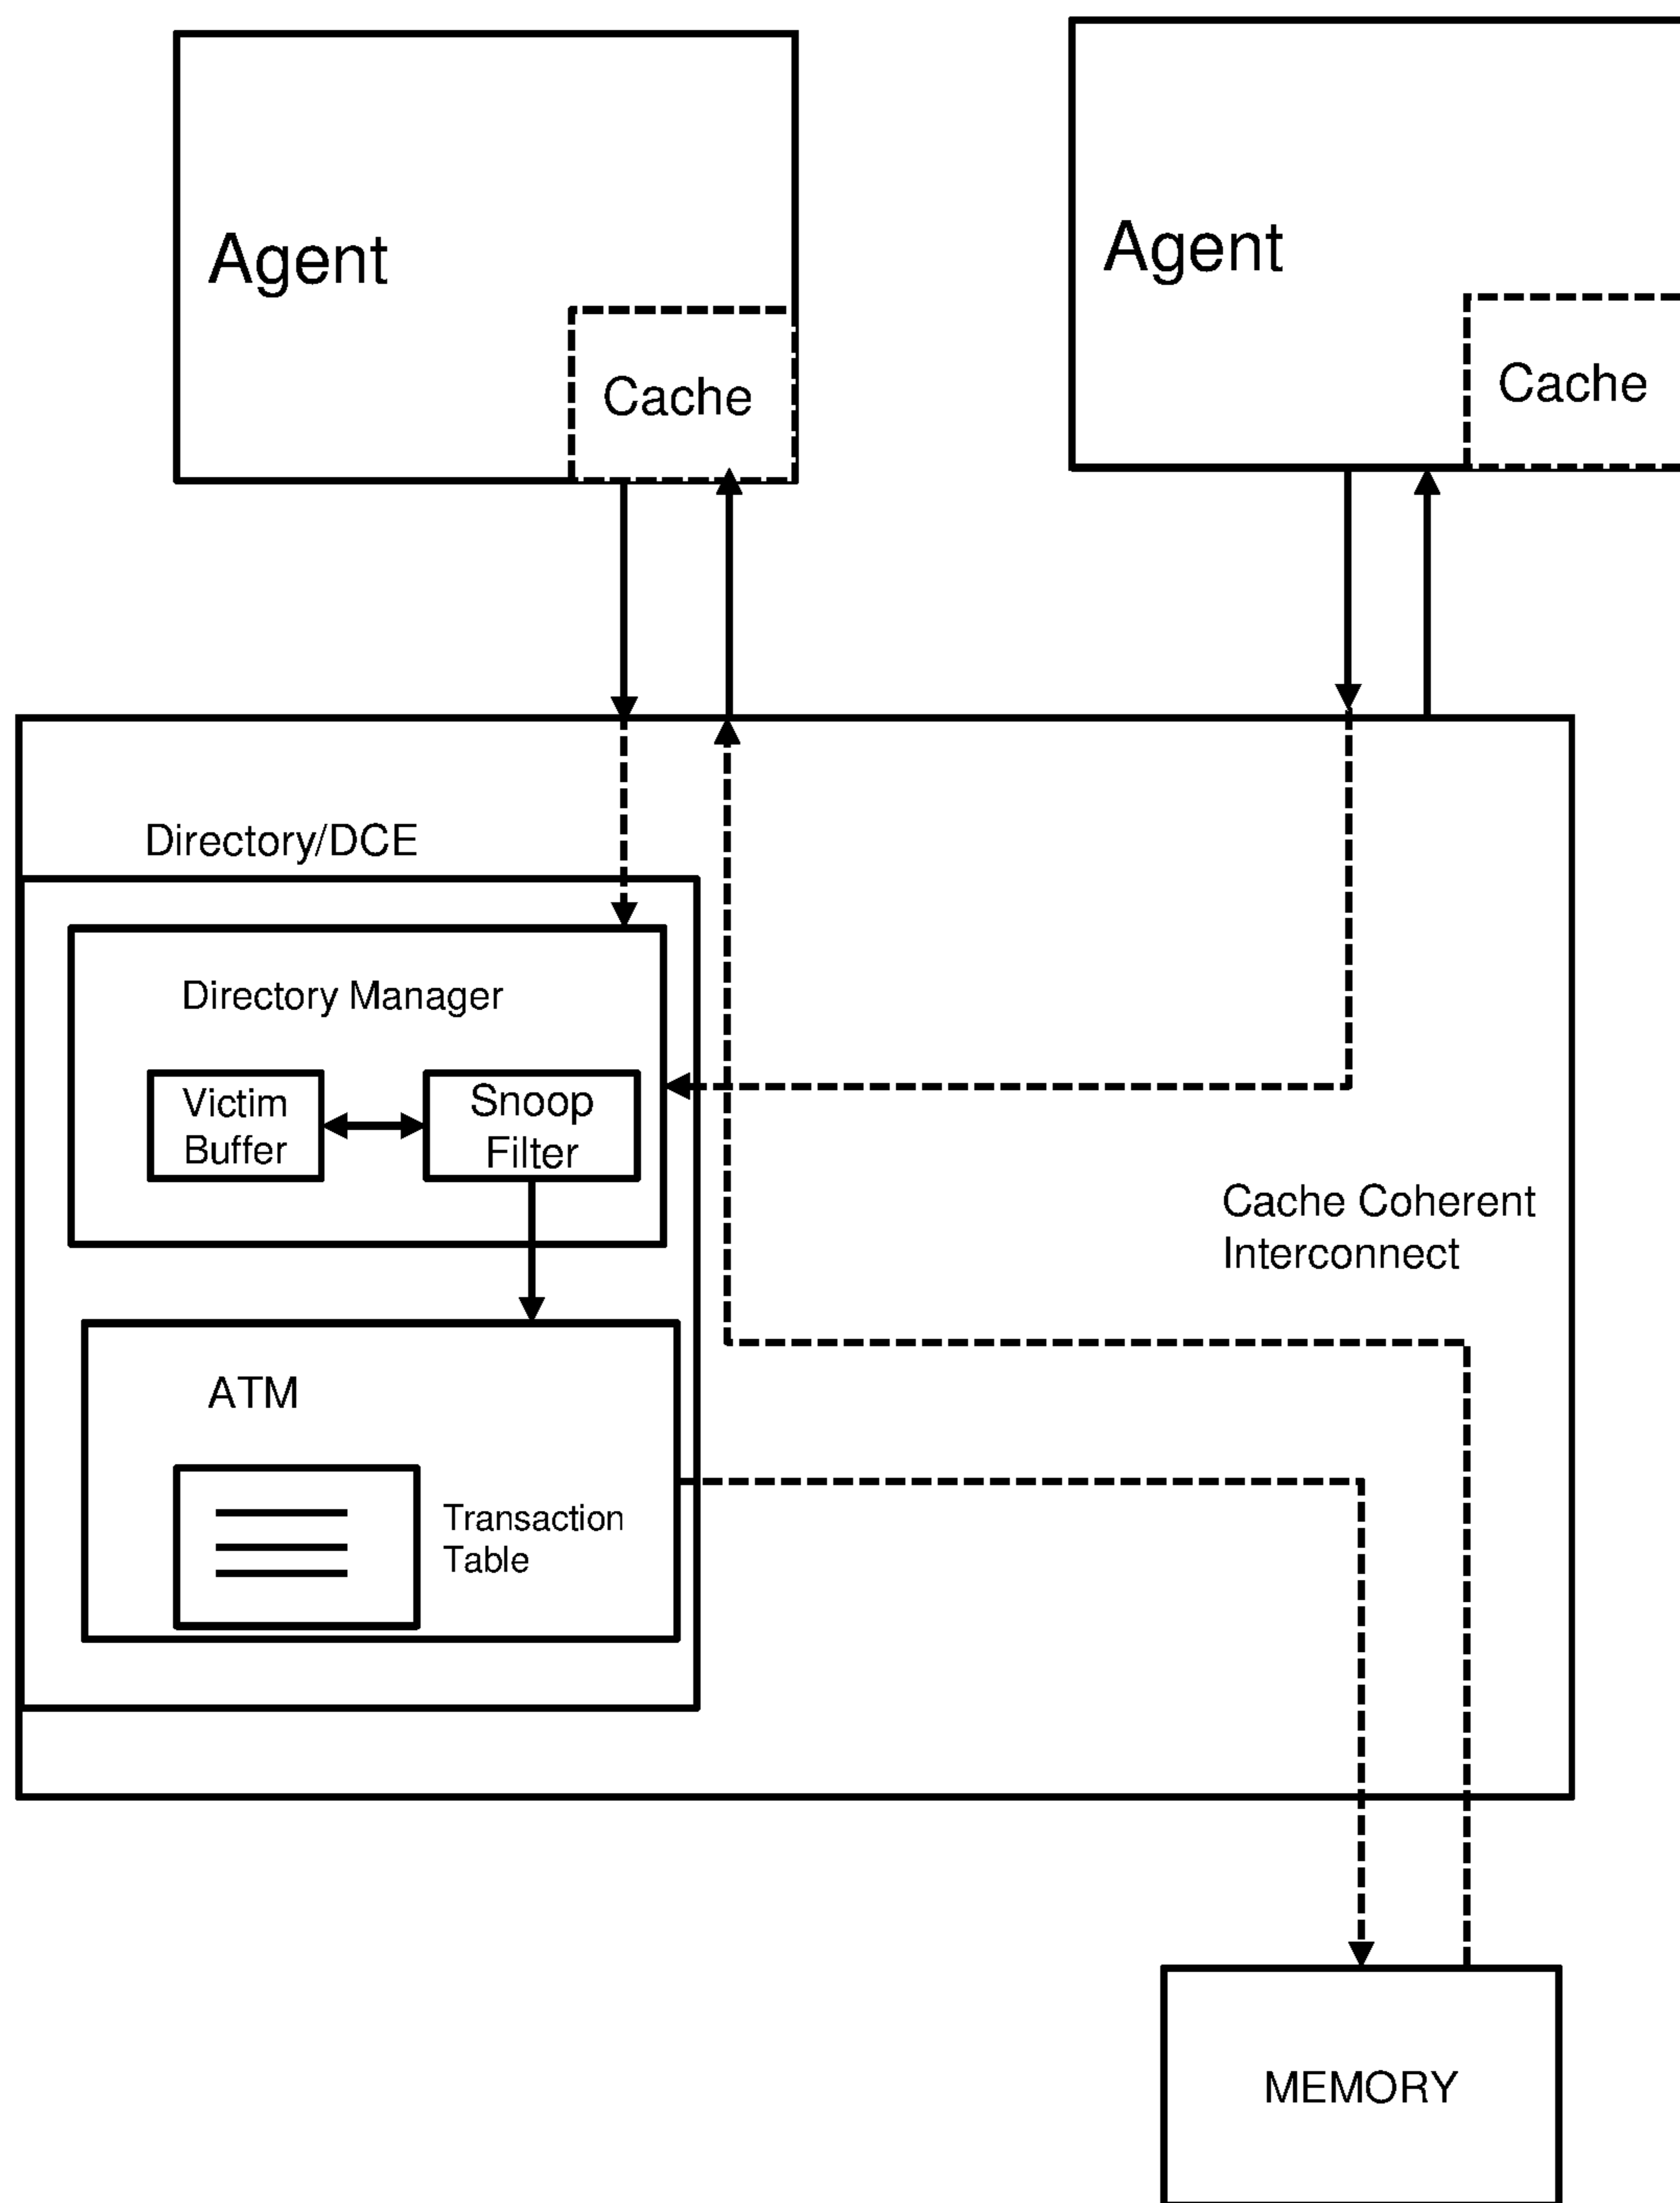 Agent
Cache
Agent
Cache
Directory/DCE
Directory Manager
Victim
Buffer
Snoop
Filter
Cache Coherent
Interconnect
ATM
Transaction
Table
MEMORY